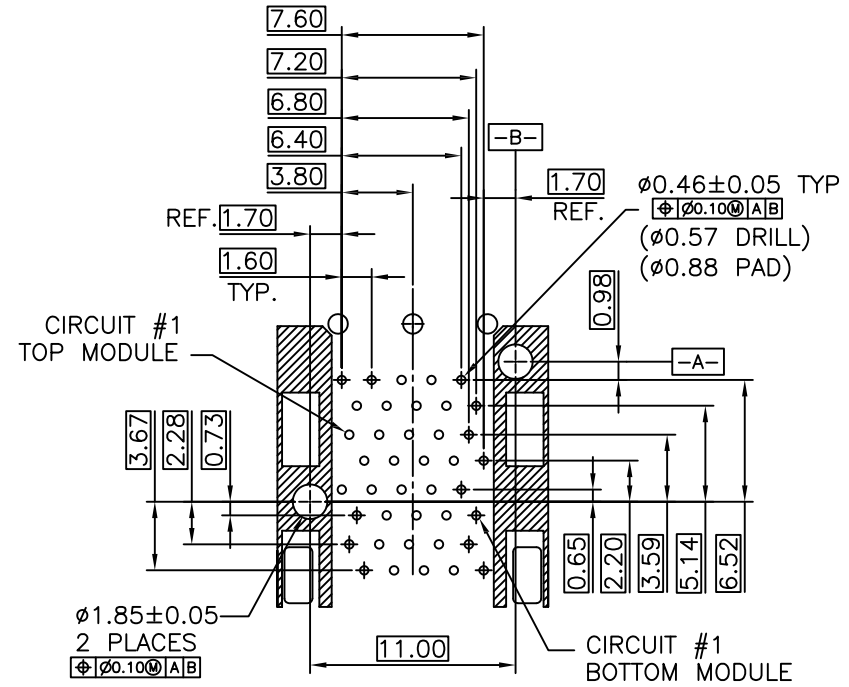 7.60
7.20
6.80
6.40
3.80
-B-
1.70
REF.
REF. 1.70
1.60
TYP.
ø0.46±0.05 TYP
⌖ ø0.10Ⓜ A B
(ø0.57 DRILL)
(ø0.88 PAD)
0.98
CIRCUIT #1
TOP MODULE
-A-
3.67
2.28
0.73
0.65
2.20
3.59
5.14
6.52
ø1.85±0.05
2 PLACES
⌖ ø0.10Ⓜ A B
11.00
CIRCUIT #1
BOTTOM MODULE